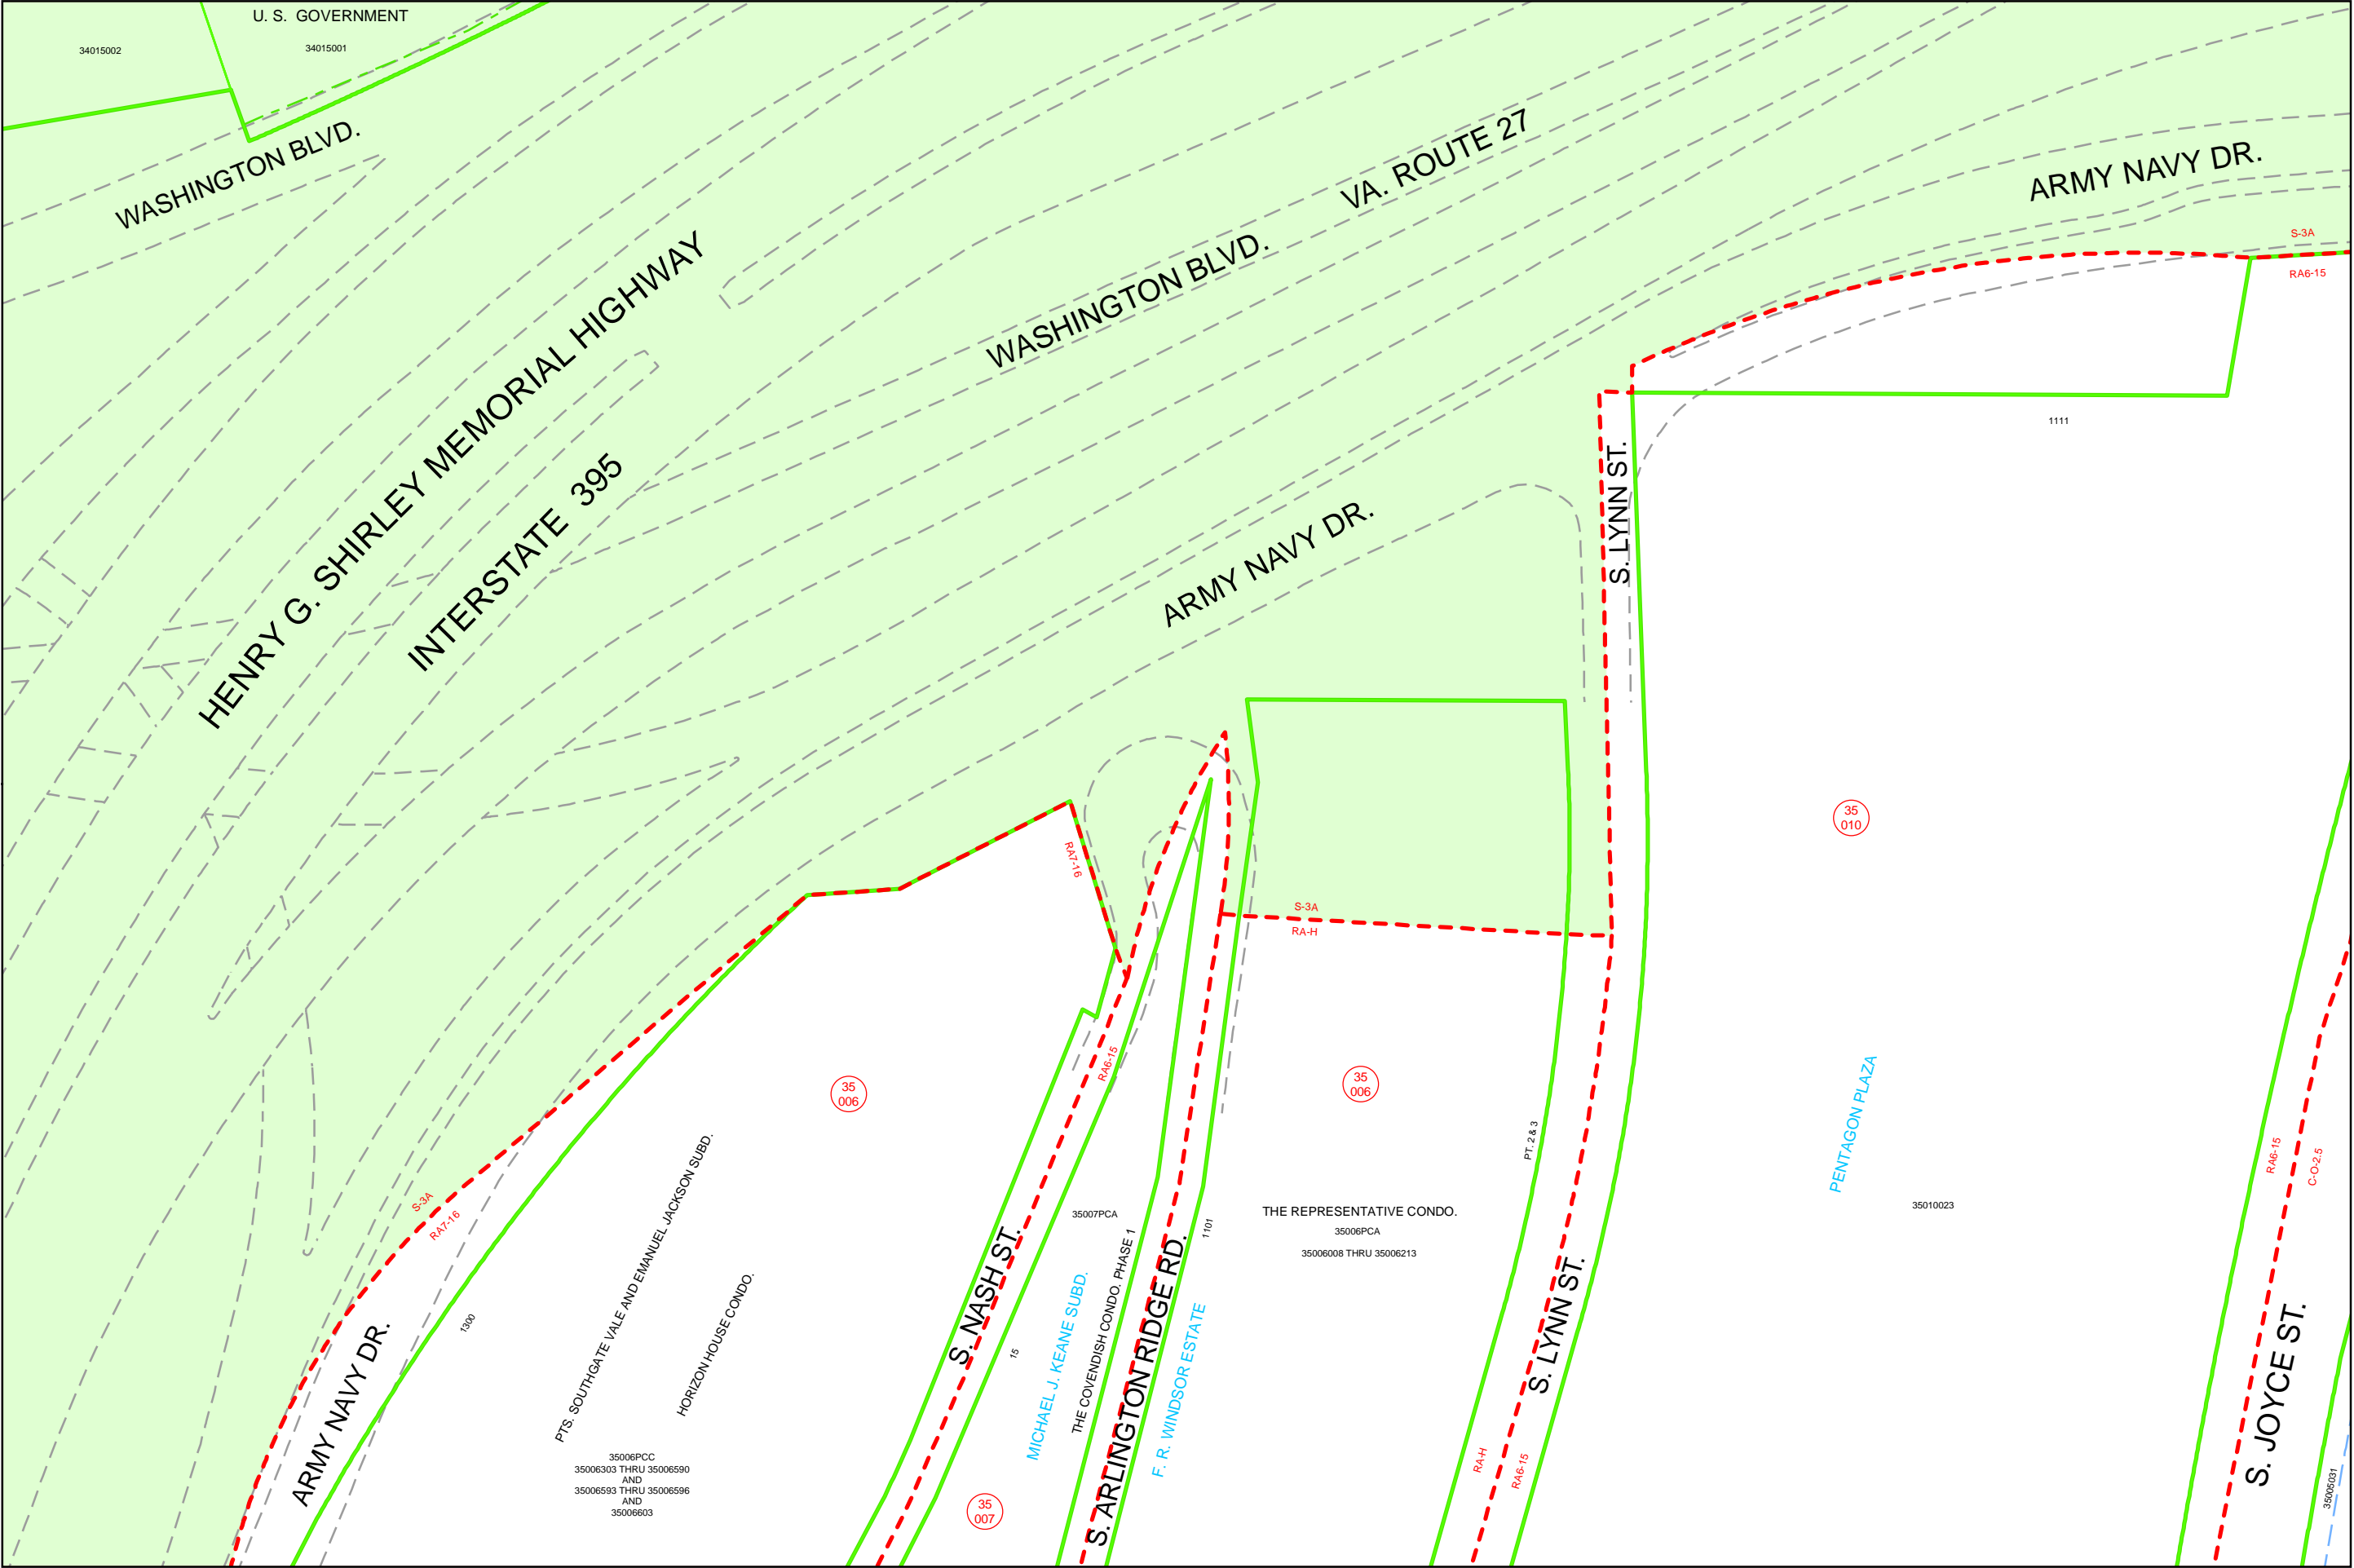 U. S. GOVERNMENT
34015002
34015001
WASHINGTON BLVD.
VA. ROUTE 27
ARMY NAVY DR.
S-3A
RA6-15
WASHINGTON BLVD.
HENRY G. SHIRLEY MEMORIAL HIGHWAY
INTERSTATE 395
1111
S. LYNN ST.
ARMY NAVY DR.
35
010
RA7-16
S-3A
RA-H
RA6-15
35
006
35
006
PT. 2 & 3
PENTAGON PLAZA
RA6-15
C-O-2.5
S-3A
RA7-16
PTS. SOUTHGATE VALE AND EMANUEL JACKSON SUBD.
HORIZON HOUSE CONDO.
1300
ARMY NAVY DR.
35006PCC
35006303 THRU 35006590
AND
35006593 THRU 35006596
AND
35006603
S. NASH ST.
15
35007PCA
MICHAEL J. KEANE SUBD.
THE COVENDISH CONDO. PHASE 1
S. ARLINGTON RIDGE RD.
1101
F. R. WINDSOR ESTATE
THE REPRESENTATIVE CONDO.
35006PCA
35006008 THRU 35006213
35010023
S. LYNN ST.
RA-H
RA6-15
S. JOYCE ST.
35005031
35
007